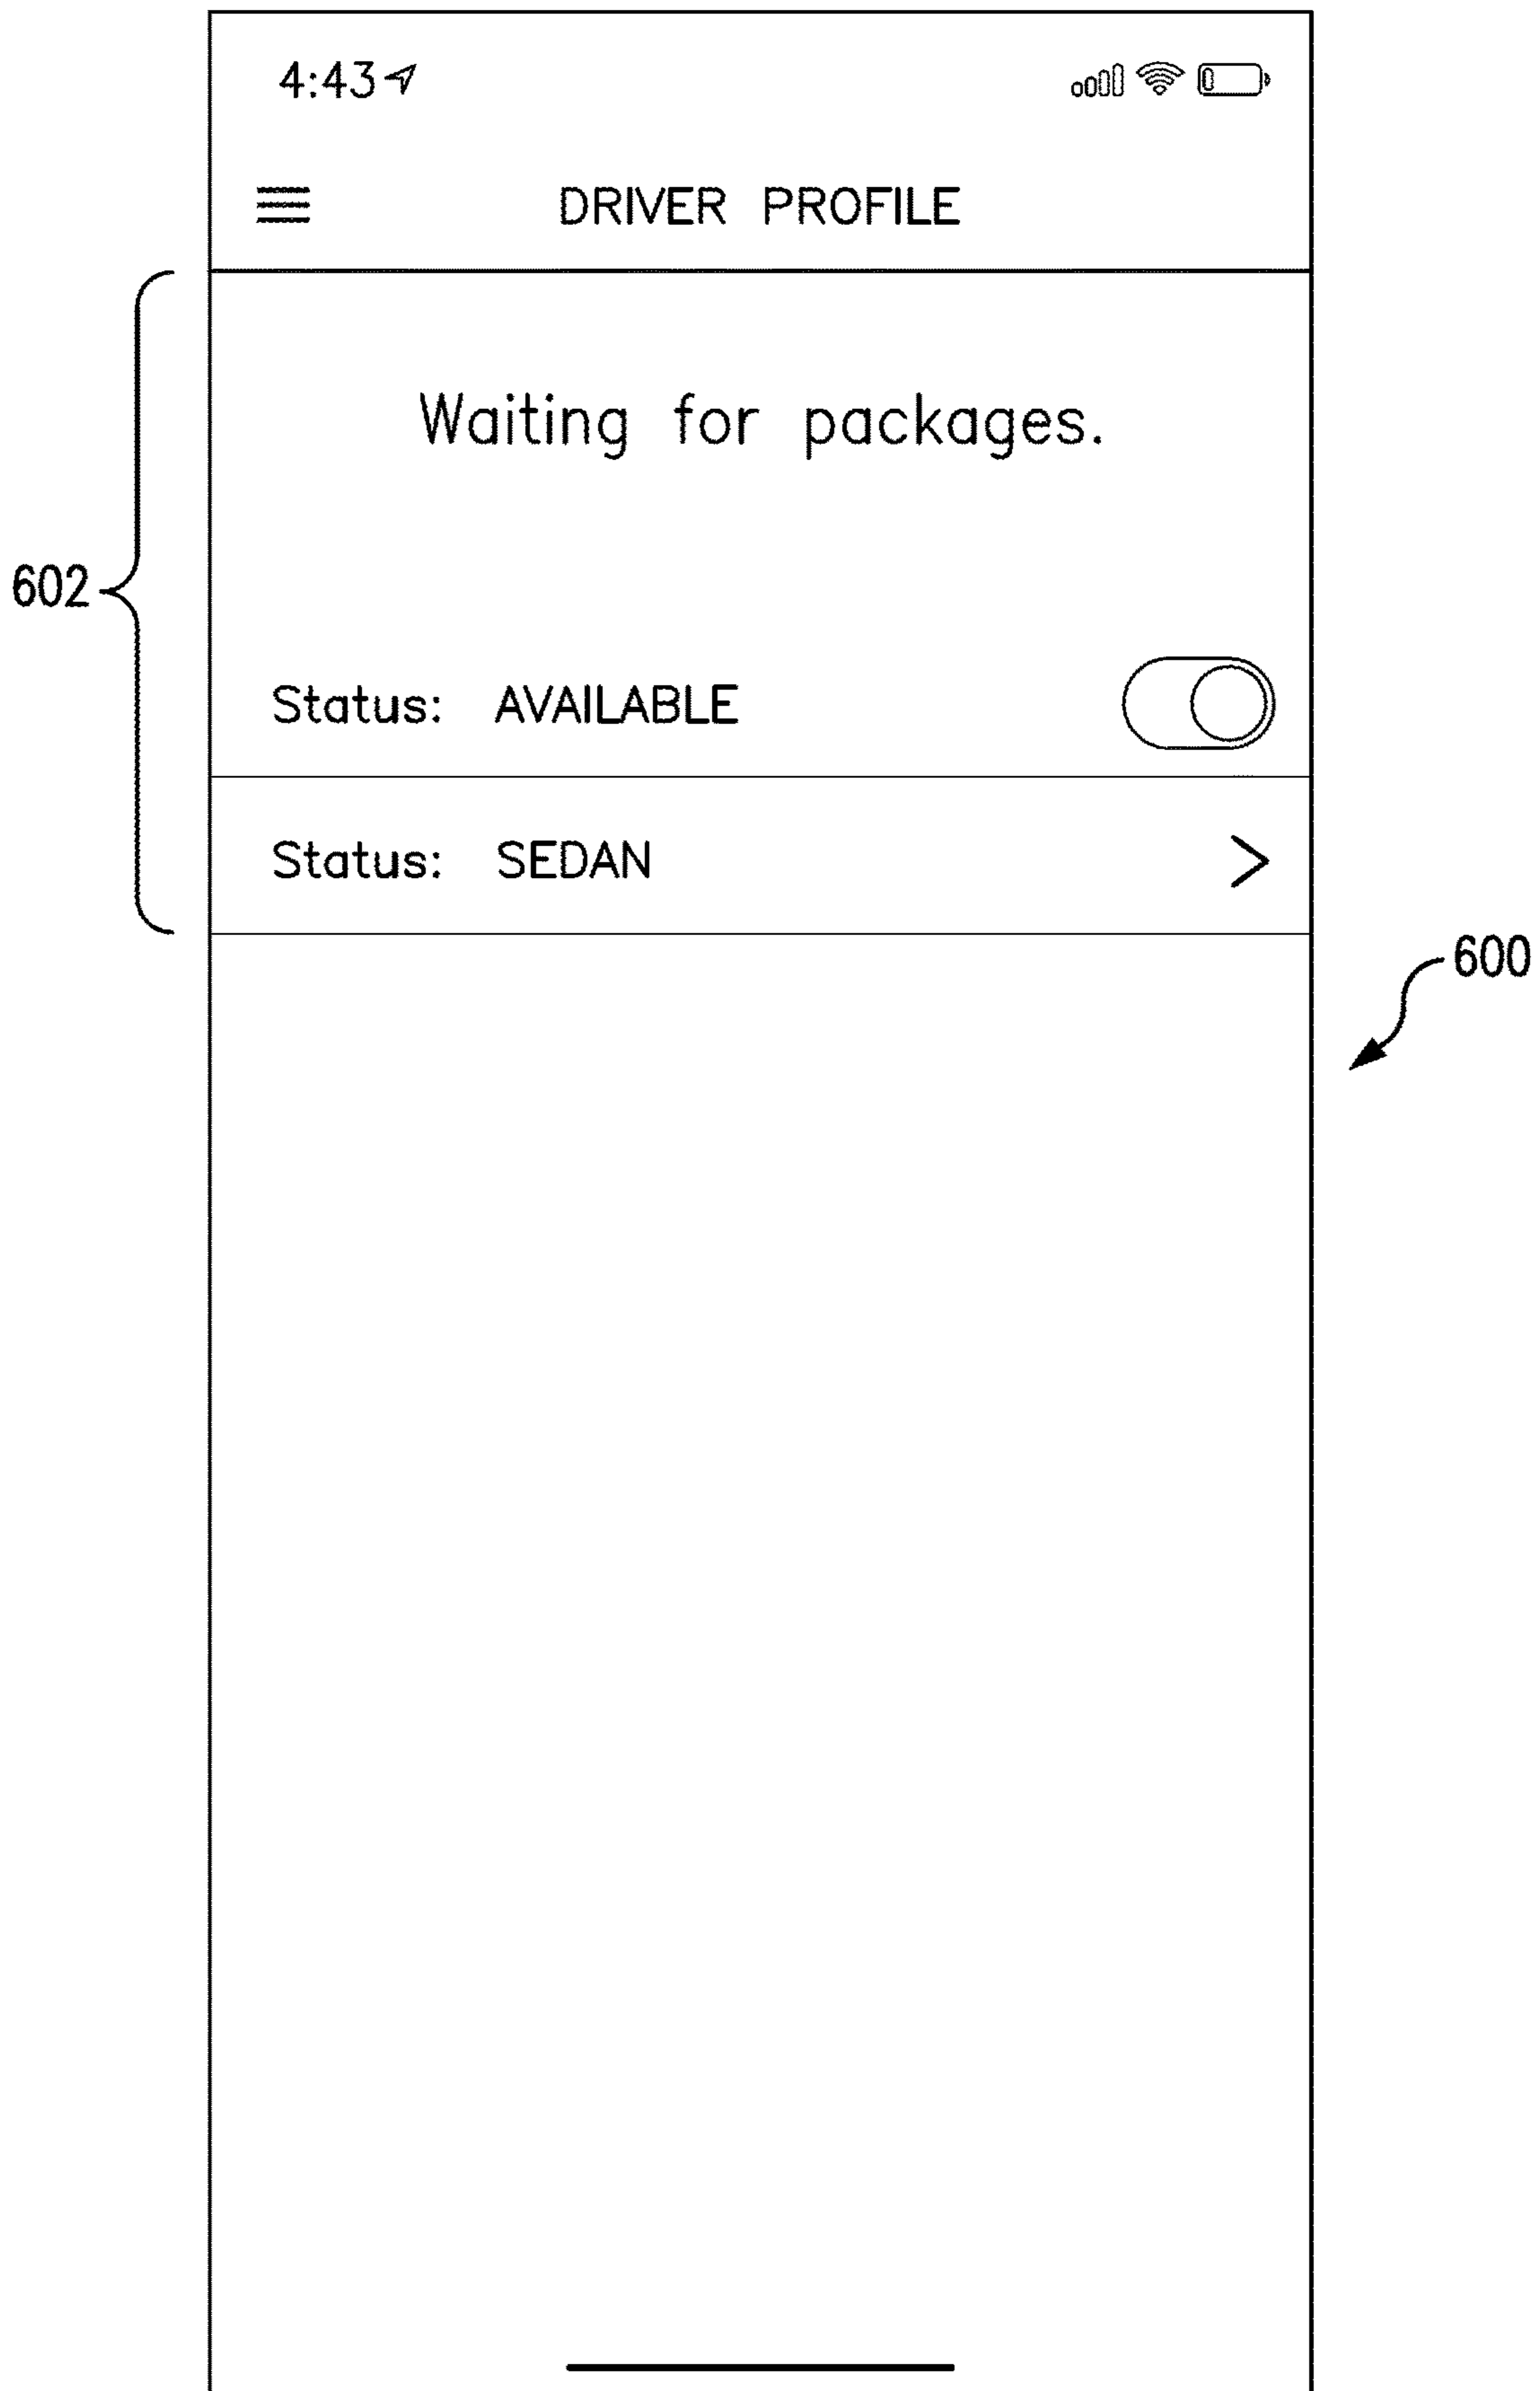 4:43
DRIVER PROFILE
Waiting for packages.
602
Status: AVAILABLE
Status: SEDAN
600